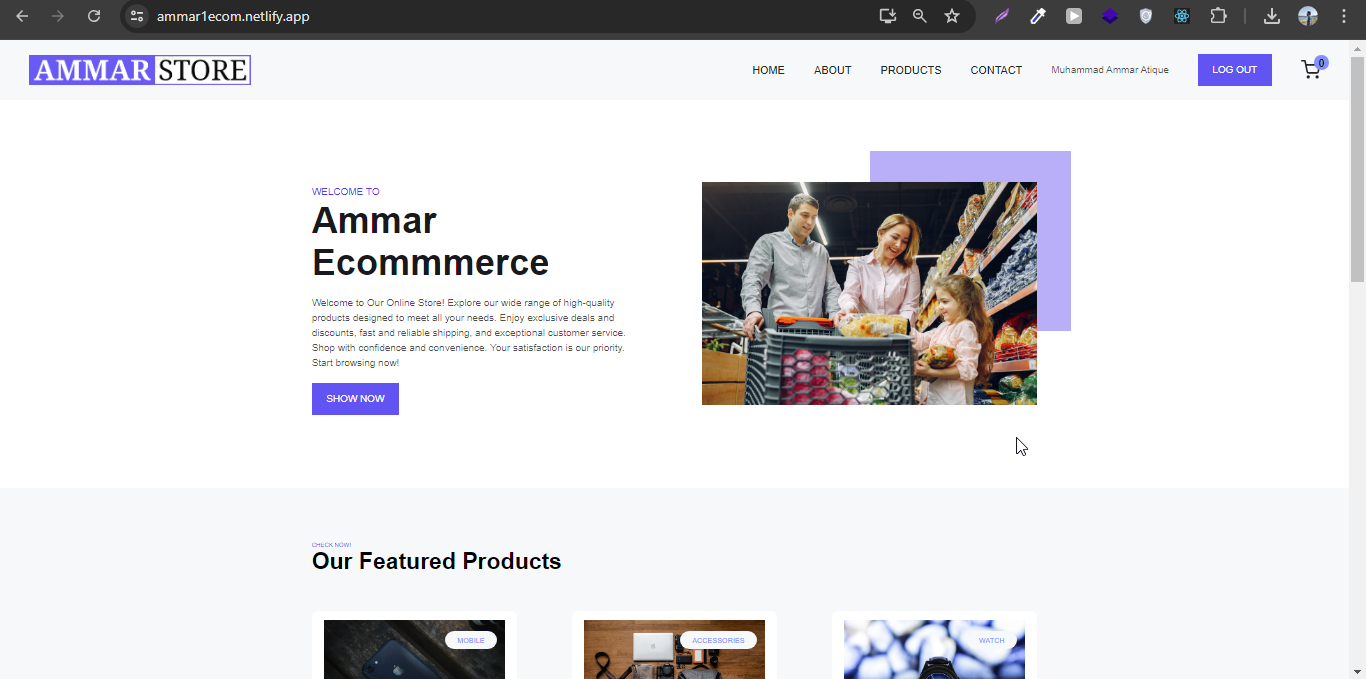 ammar1ecom.netlify.app
AMMAR STORE
HOME ABOUT PRODUCTS CONTACT Muhammad Ammar Atique LOG OUT 0
WELCOME TO
Ammar
Ecommmerce
Welcome to Our Online Store! Explore our wide range of high-quality
products designed to meet all your needs. Enjoy exclusive deals and
discounts, fast and reliable shipping, and exceptional customer service.
Shop with confidence and convenience. Your satisfaction is our priority.
Start browsing now!
SHOW NOW
CHECK NOW!
Our Featured Products
MOBILE ACCESSORIES WATCH